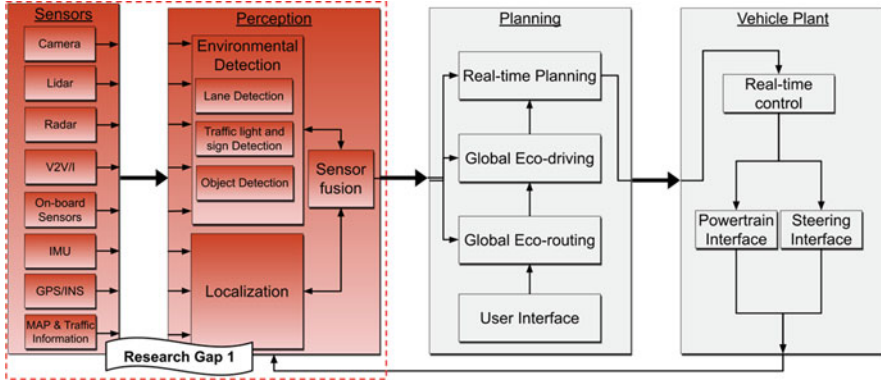 Sensors
Camera
Lidar
Radar
V2V/I
On-board
Sensors
IMU
GPS/INS
MAP & Traffic
Information
Research Gap 1
Perception
Environmental
Detection
Lane Detection
Traffic light and
sign Detection
Object Detection
Sensor
fusion
Localization
Planning
Real-time Planning
Global Eco-driving
Global Eco-routing
User Interface
Vehicle Plant
Real-time
control
Powertrain
Interface
Steering
Interface